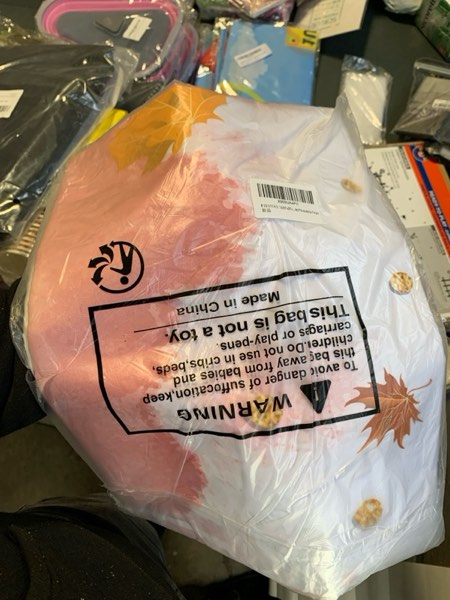 WARNING
To avoid danger of suffocation,keep
this bag away from babies and
children.Do not use in cribs,beds,
carriages or play-pens.
This bag is not a toy.
Made in China